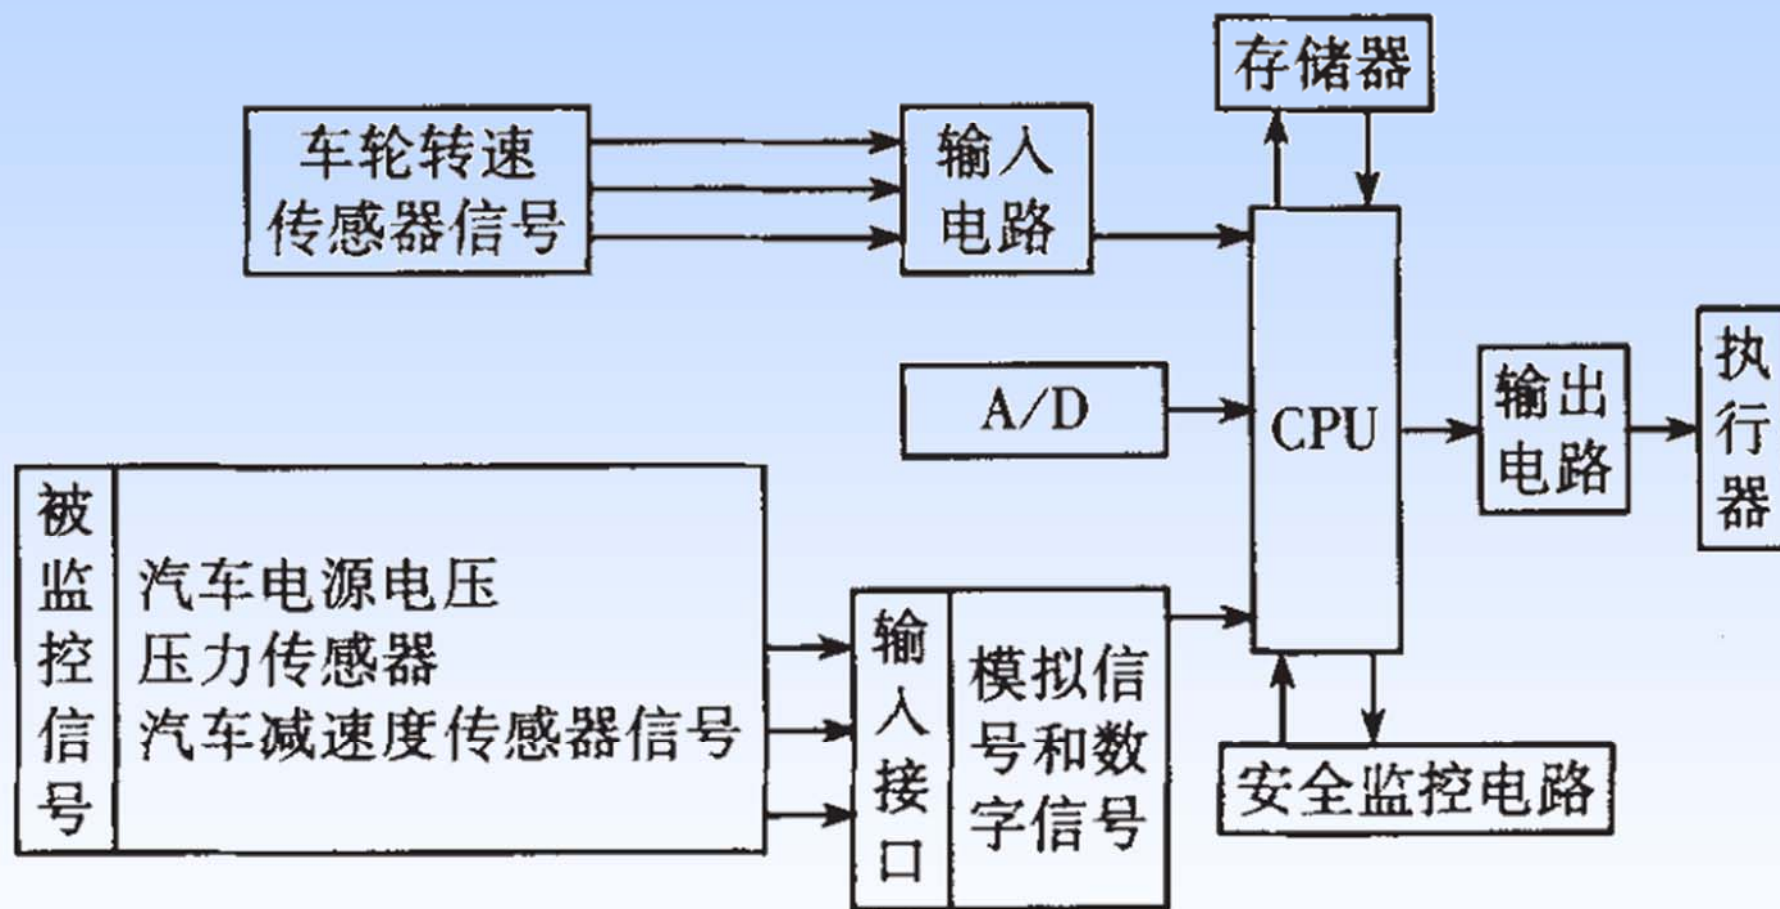 存储器
车轮转速
传感器信号
输入
电路
A/D
CPU
输出
电路
执
行
器
被
监
控
信
号
汽车电源电压
压力传感器
汽车减速度传感器信号
输
入
接
口
模拟信
号和数
字信号
安全监控电路